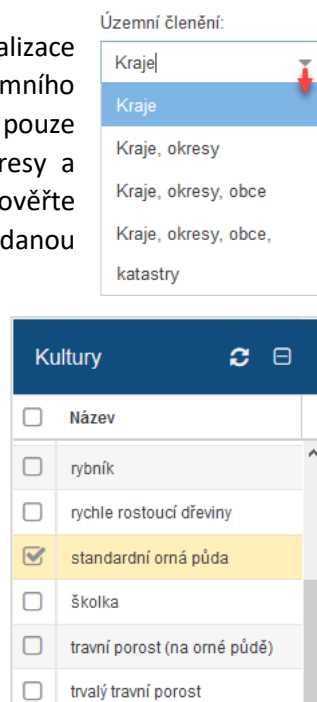 alizace
mního
pouze
resy a
ověřte
danou
Územní členění:
Kraje
Kraje
Kraje, okresy
Kraje, okresy, obce
Kraje, okresy, obce,
katastry
Kultury
Název
rybník
rychle rostoucí dřeviny
standardní orná půda
školka
travní porost (na orné půdě)
trvalý travní porost